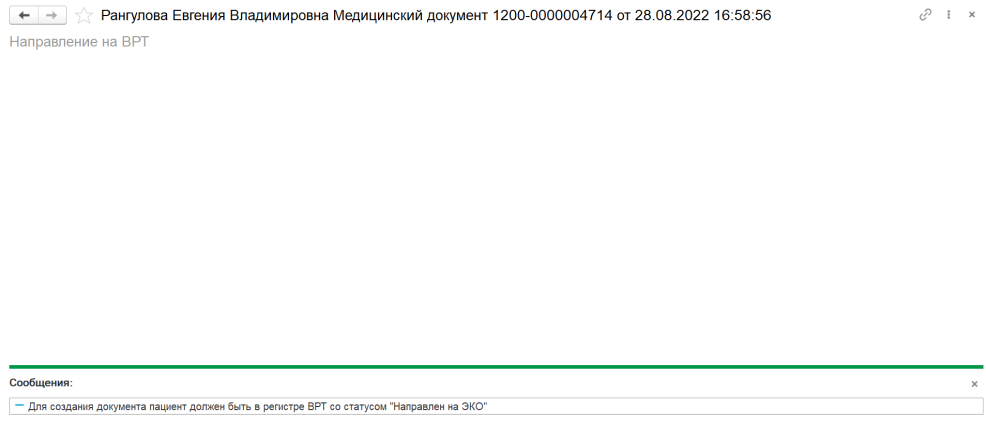 Рангулова Евгения Владимировна Медицинский документ 1200-0000004714 от 28.08.2022 16:58:56
Направление на ВРТ
Сообщения:
Для создания документа пациент должен быть в регистре ВРТ со статусом "Направлен на ЭКО"